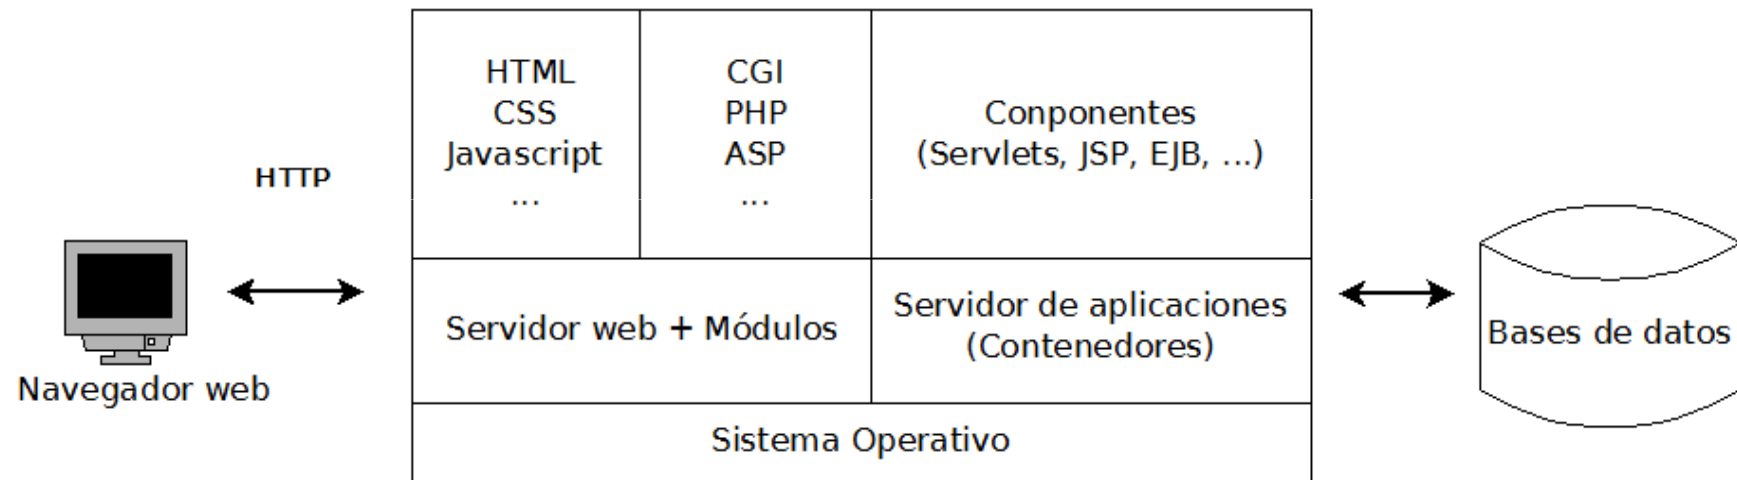 HTTP
Navegador web
HTML
CSS
Javascript
...
CGI
PHP
ASP
...
Conponentes
(Servlets, JSP, EJB, ...)
Servidor web + Módulos
Servidor de aplicaciones
(Contenedores)
Sistema Operativo
Bases de datos